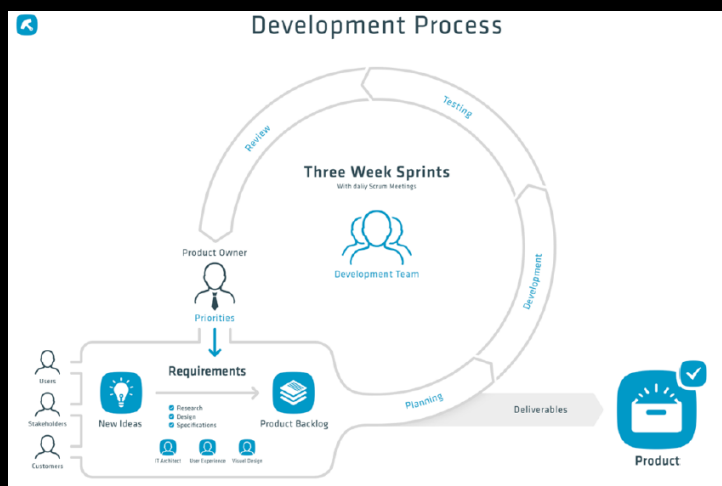 Development Process
Review
Testing
Three Week Sprints
With daily Scrum Meetings
Development Team
Development
Planning
Product Owner
Priorities
Users
Stakeholders
Customers
Requirements
New Ideas
Research
Design
Specifications
Product Backlog
IT Architect
User Experience
Visual Design
Deliverables
Product